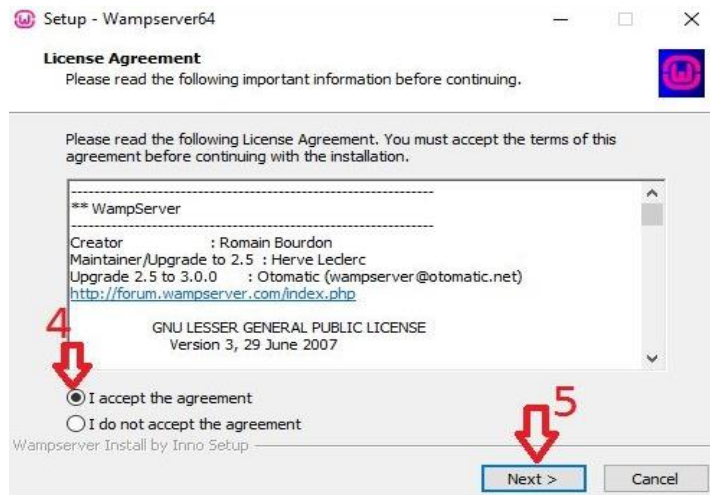 Setup - Wampserver64
License Agreement
Please read the following important information before continuing.
Please read the following License Agreement. You must accept the terms of this
agreement before continuing with the installation.
-----------------------------------------------------------------
** WampServer
-----------------------------------------------------------------
Creator : Romain Bourdon
Maintainer/Upgrade to 2.5 : Herve Leclerc
Upgrade 2.5 to 3.0.0 : Otomatic (wampserver@otomatic.net)
http://forum.wampserver.com/index.php
GNU LESSER GENERAL PUBLIC LICENSE
Version 3, 29 June 2007
4
I accept the agreement
I do not accept the agreement
5
Wampserver Install by Inno Setup
Next >
Cancel